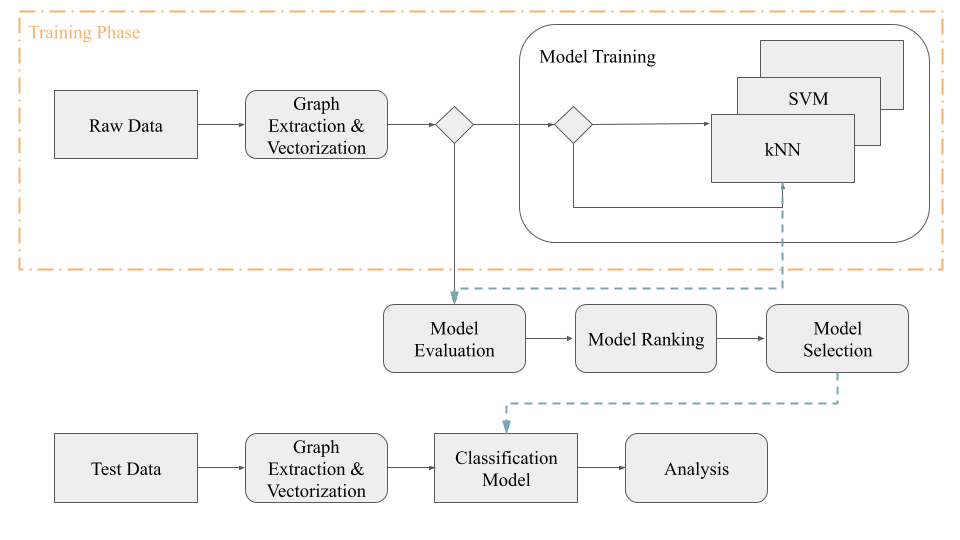 Training Phase
Model Training
Raw Data
Graph
Extraction &
Vectorization
SVM
kNN
Model
Evaluation
Model Ranking
Model
Selection
Test Data
Graph
Extraction &
Vectorization
Classification
Model
Analysis